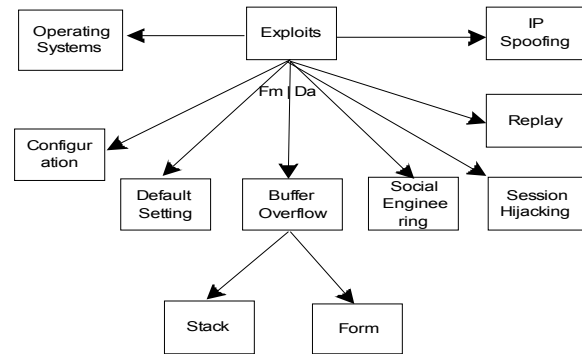 Operating
Systems
Exploits
IP
Spoofing
Fm | Da
Replay
Configur
ation
Default
Setting
Buffer
Overflow
Social
Enginee
ring
Session
Hijacking
Stack
Form